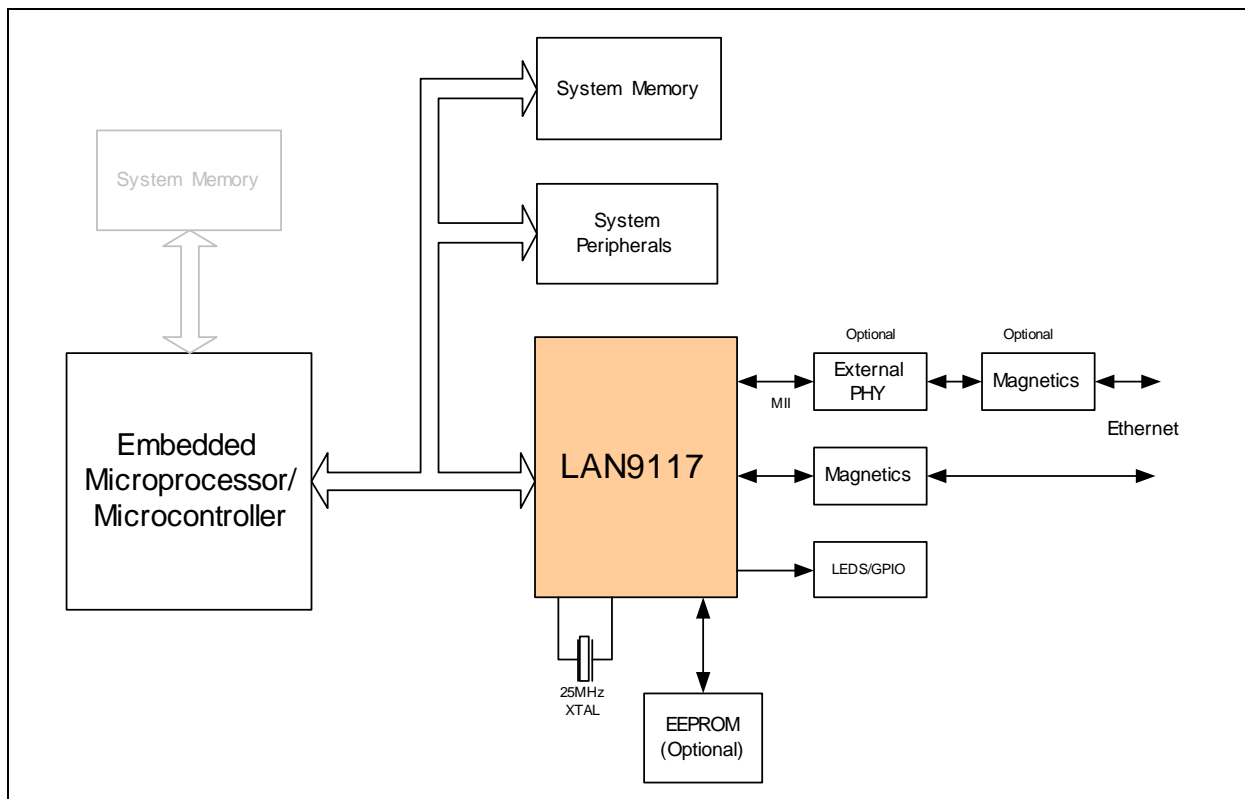 System Memory
System Memory
System
Peripherals
Embedded
Microprocessor/
Microcontroller
LAN9117
MII
Optional
External
PHY
Optional
Magnetics
Ethernet
Magnetics
LEDS/GPIO
25MHz
XTAL
EEPROM
(Optional)